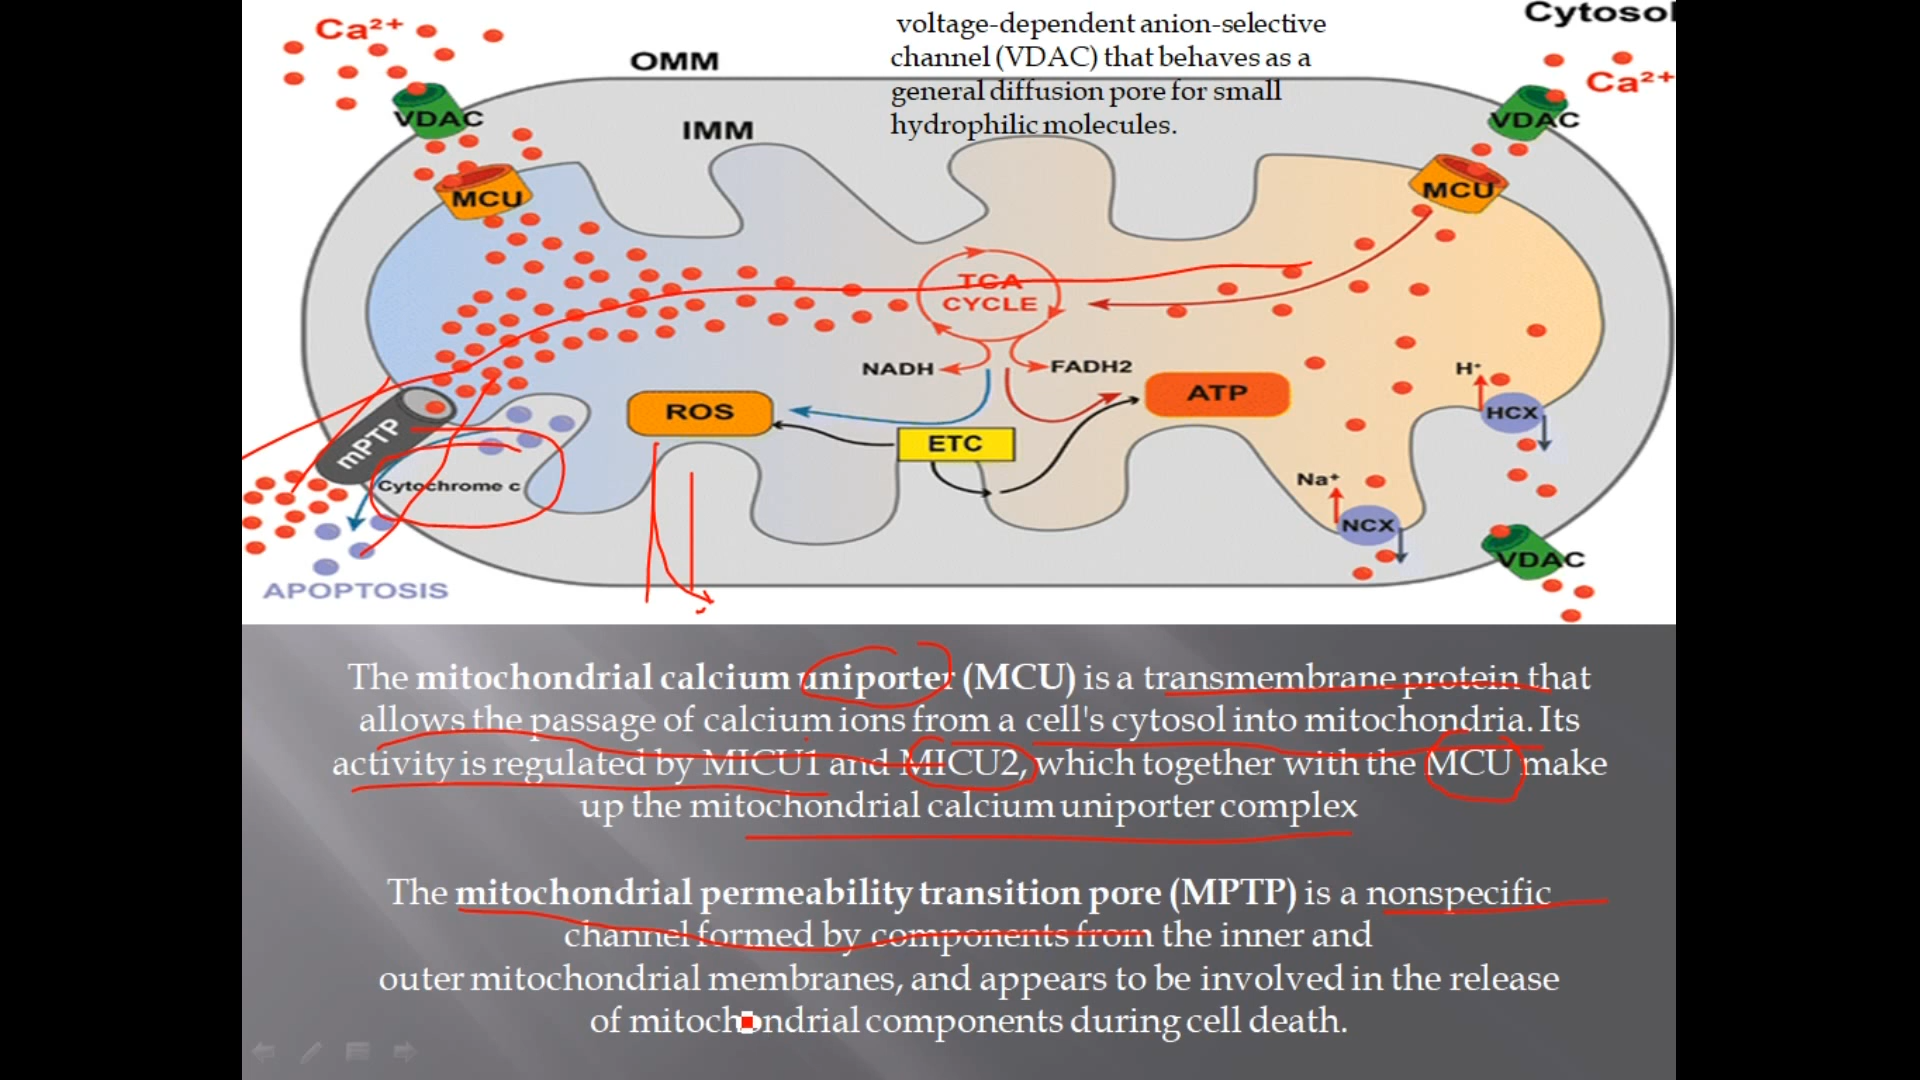 Ca²⁺
voltage-dependent anion-selective
channel (VDAC) that behaves as a
general diffusion pore for small
hydrophilic molecules.
Cytosol
OMM
Ca²⁺
VDAC
VDAC
IMM
MCU
MCU
TCA
CYCLE
NADH
FADH2
H⁺
ATP
ROS
HCX
mPTP
ETC
Cytochrome c
Na⁺
NCX
VDAC
APOPTOSIS
The mitochondrial calcium uniporter (MCU) is a transmembrane protein that
allows the passage of calcium ions from a cell's cytosol into mitochondria. Its
activity is regulated by MICU1 and MICU2, which together with the MCU make
up the mitochondrial calcium uniporter complex
The mitochondrial permeability transition pore (MPTP) is a nonspecific
channel formed by components from the inner and
outer mitochondrial membranes, and appears to be involved in the release
of mitochondrial components during cell death.